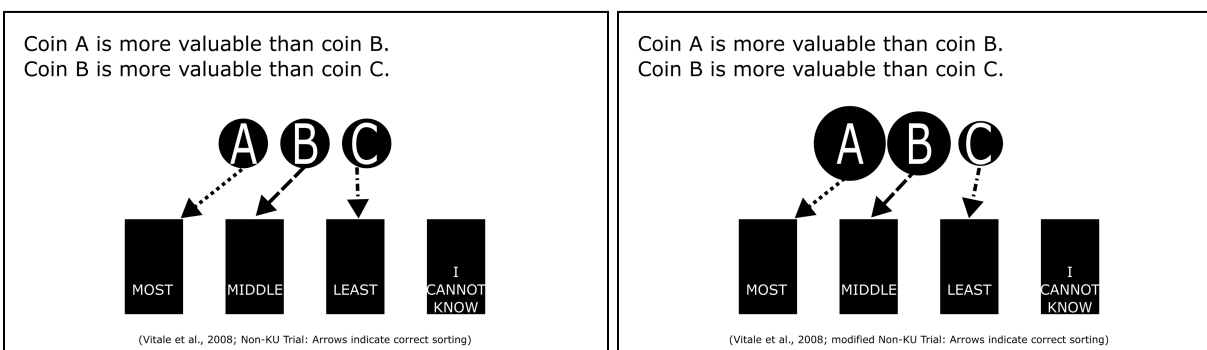 Coin A is more valuable than coin B.
Coin B is more valuable than coin C.
A B C
MOST MIDDLE LEAST I CANNOT KNOW
(Vitale et al., 2008; Non-KU Trial: Arrows indicate correct sorting)
Coin A is more valuable than coin B.
Coin B is more valuable than coin C.
A B C
MOST MIDDLE LEAST I CANNOT KNOW
(Vitale et al., 2008; modified Non-KU Trial: Arrows indicate correct sorting)